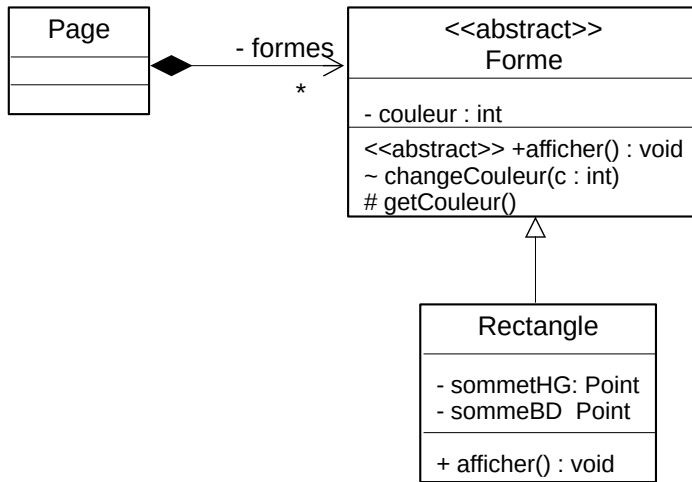 Page
- formes
*
<<abstract>>
Forme
- couleur : int
<<abstract>> +afficher() : void
~ changeCouleur(c : int)
# getCouleur()
Rectangle
- sommetHG: Point
- sommeBD Point
+ afficher() : void